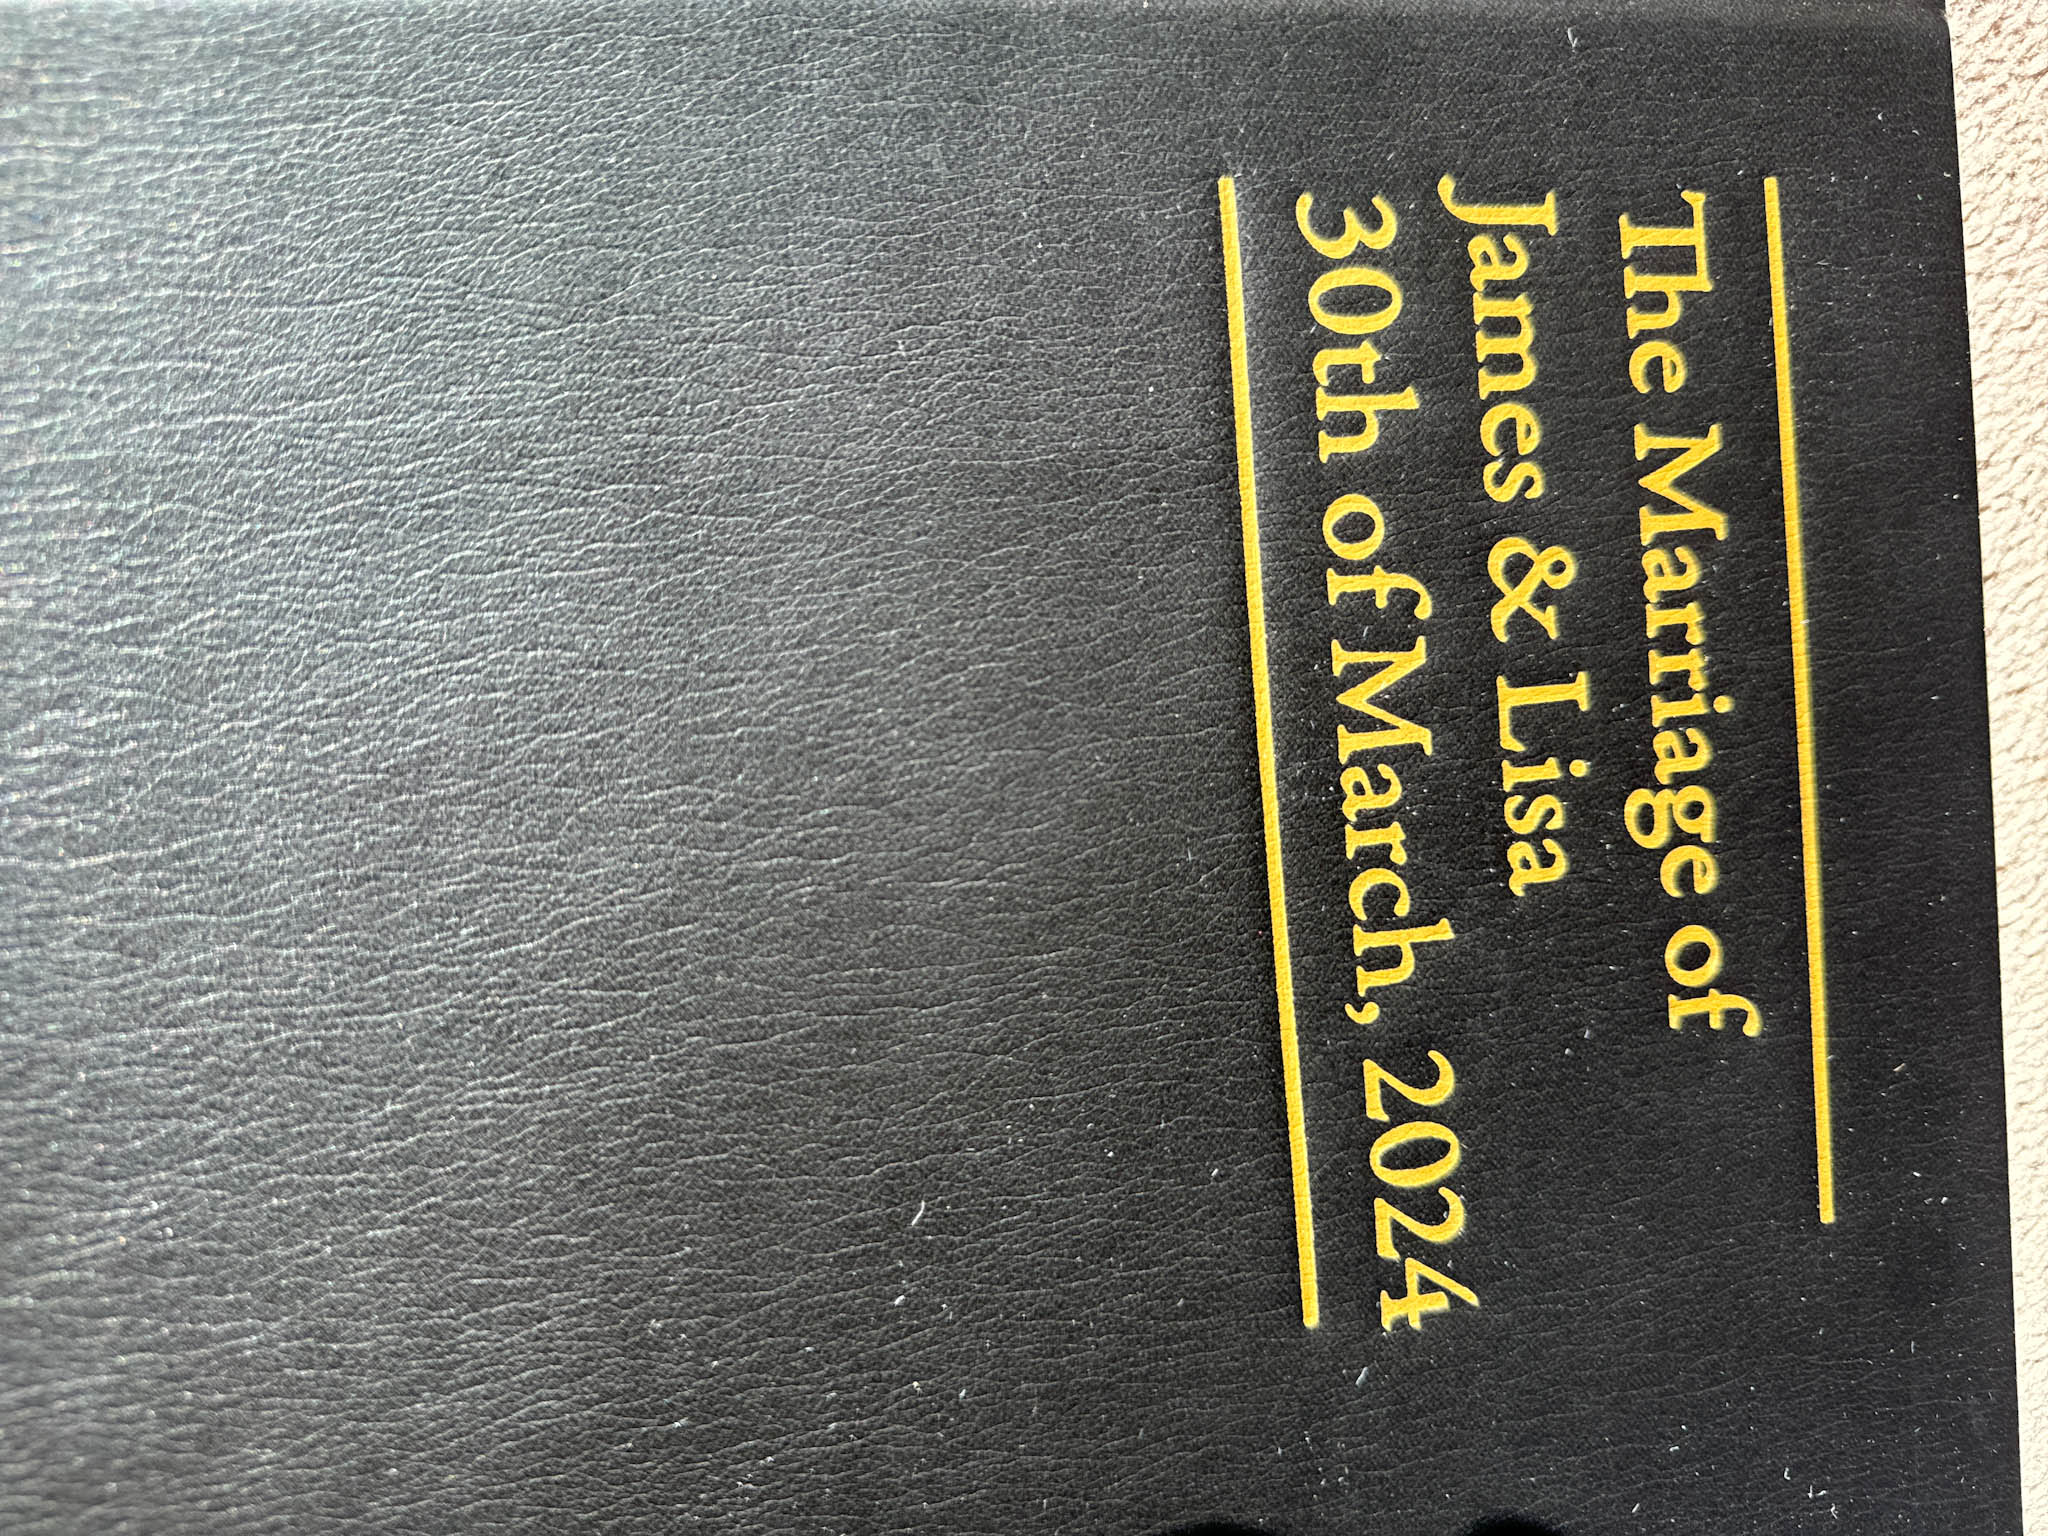 The Marriage of
James & Lisa
30th of March, 2024